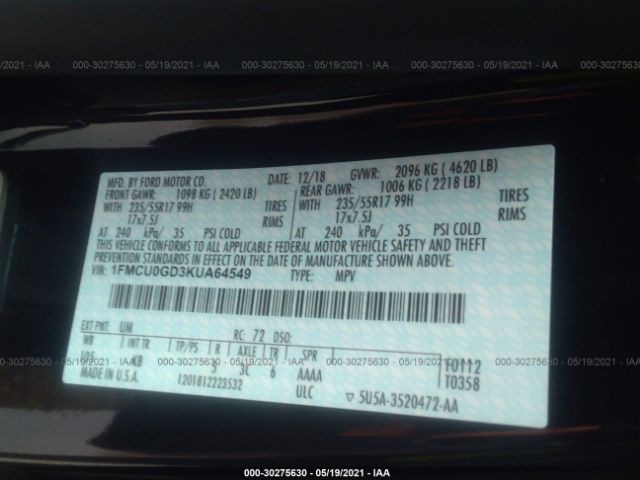 000-30275630 - 05/19/2021 - IAA 000-30275630 - 05/19/2021 - IAA 000-30275630 - 05/19/2021 - IAA
MFD. BY FORD MOTOR CO. DATE: 12/18 GVWR: 2096 KG ( 4620 LB)
FRONT GAWR: 1098 KG ( 2420 LB) REAR GAWR: 1006 KG ( 2218 LB)
WITH 235/55R17 99H TIRES WITH 235/55R17 99H TIRES
17x7.5J RIMS 17x7.5J RIMS
AT 240 kPa/ 35 PSI COLD AT 240 kPa/ 35 PSI COLD
THIS VEHICLE CONFORMS TO ALL APPLICABLE FEDERAL MOTOR VEHICLE SAFETY AND THEFT
PREVENTION STANDARDS IN EFFECT ON THE DATE OF MANUFACTURE SHOWN ABOVE.
VIN: 1FMCU0GD3KUA64549 TYPE: MPV
EXT PNT: UM RC: 72 DSO:
WB INT TR TP/PS R AXLE TR SPR F0112
105 5 3C 6 AAAA T0358
000-30275630 - 05/19/2021 - IAA 000-30275630 - 05/19/2021 - IAA
MADE IN U.S.A. 1201812223532 ULC 5U5A-3520472-AA
000-30275630 - 05/19/2021 - IAA